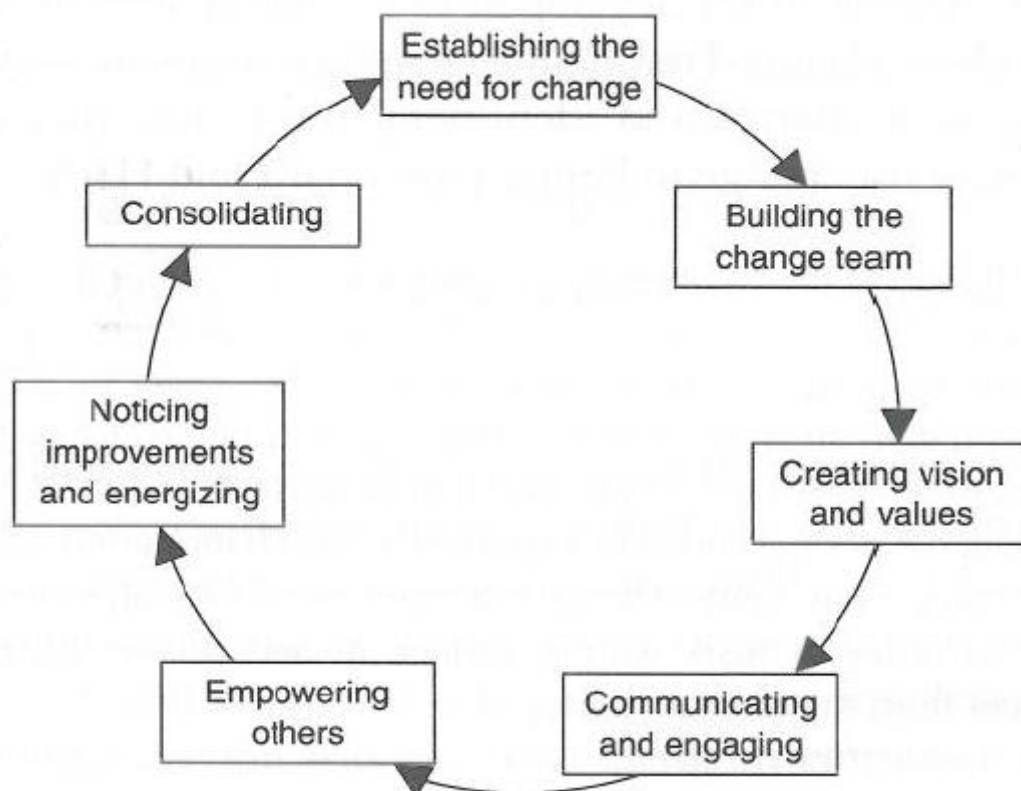 Establishing the
need for change
Building the
change team
Creating vision
and values
Communicating
and engaging
Empowering
others
Noticing
improvements
and energizing
Consolidating